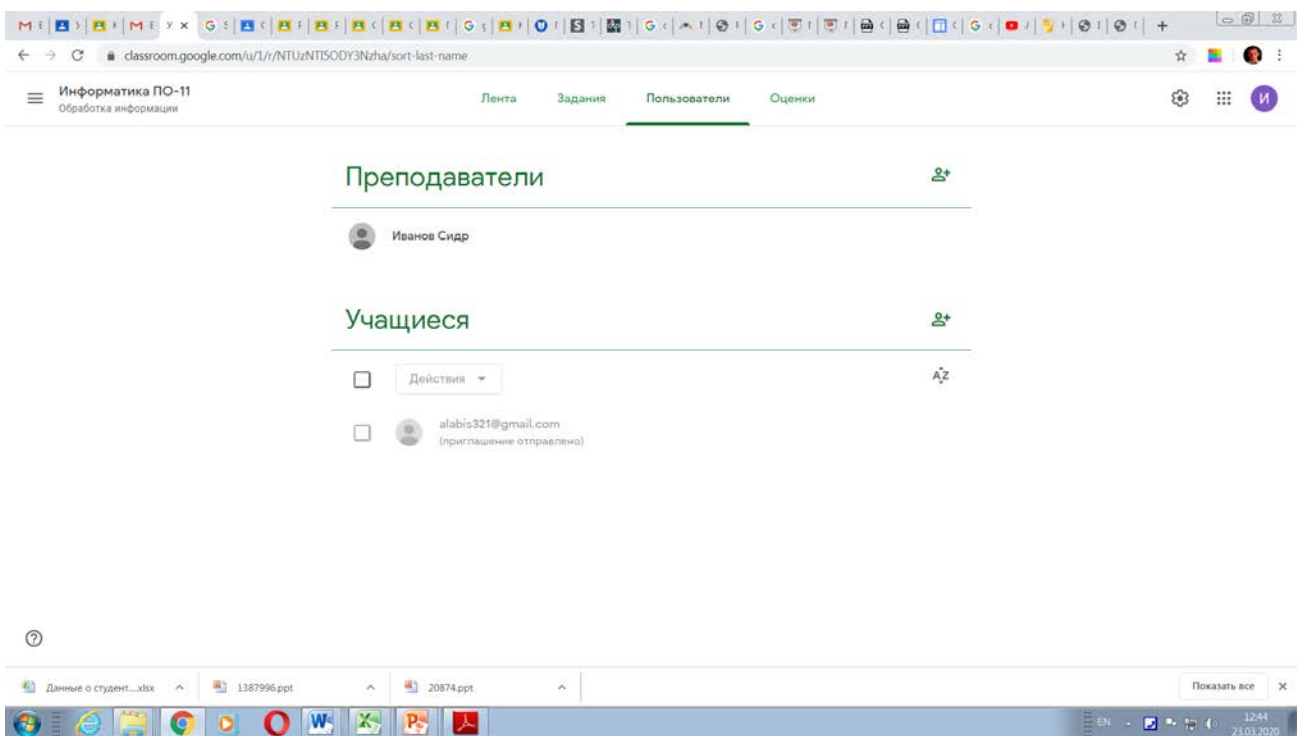 classroom.google.com/u/1/r/NTUzNTI5ODY3Nzha/sort-last-name
Информатика ПО-11
Обработка информации
Лента Задания Пользователи Оценки
И
Преподаватели
Иванов Сидр
Учащиеся
Действия
AZ
alabis321@gmail.com
(приглашение отправлено)
Данные о студент....xlsx
1387996.ppt
20874.ppt
Показать все
EN
12:44
23.03.2020